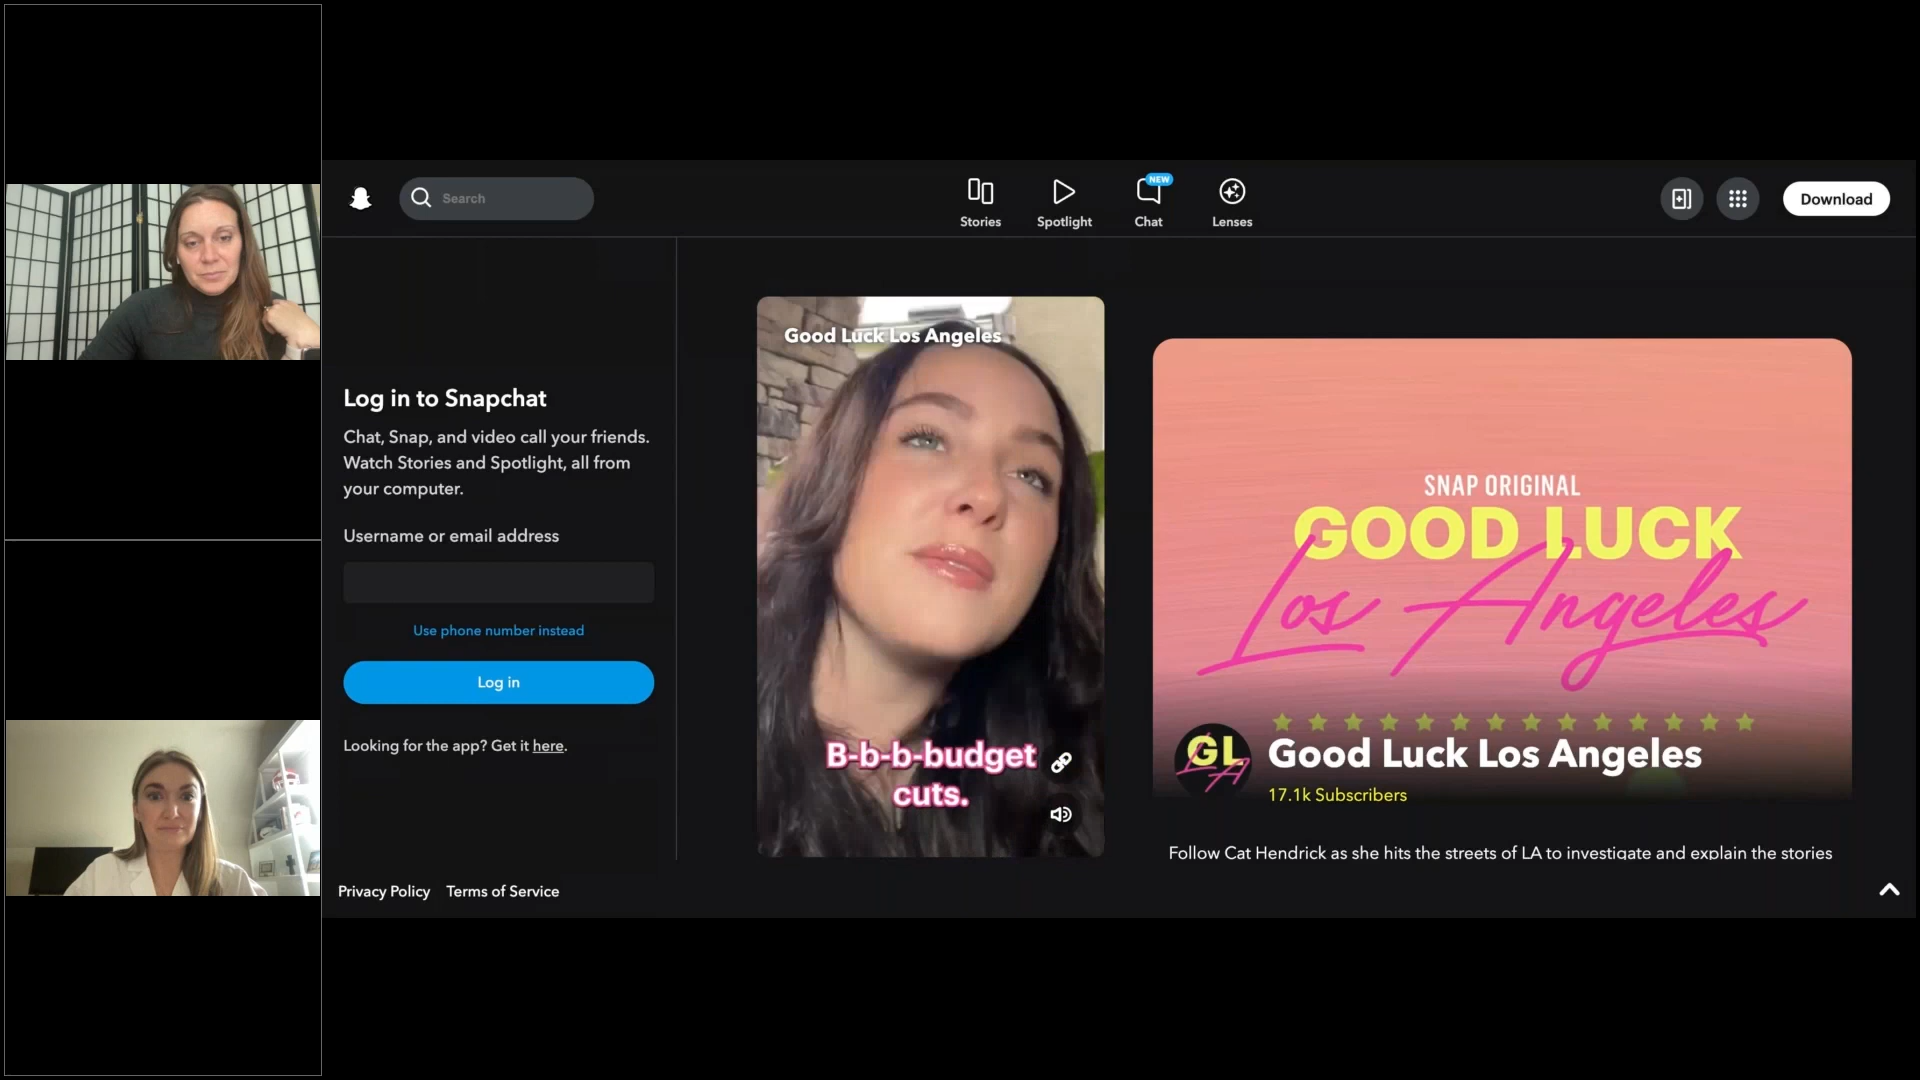 Search
Stories
Spotlight
NEW
Chat
Lenses
Download
Log in to Snapchat
Chat, Snap, and video call your friends.
Watch Stories and Spotlight, all from
your computer.
Username or email address
Use phone number instead
Log in
Looking for the app? Get it here.
Privacy Policy
Terms of Service
Good Luck Los Angeles
B-b-b-budget
cuts.
SNAP ORIGINAL
GOOD LUCK
Los Angeles
GL
LA
Good Luck Los Angeles
17.1k Subscribers
Follow Cat Hendrick as she hits the streets of LA to investigate and explain the stories